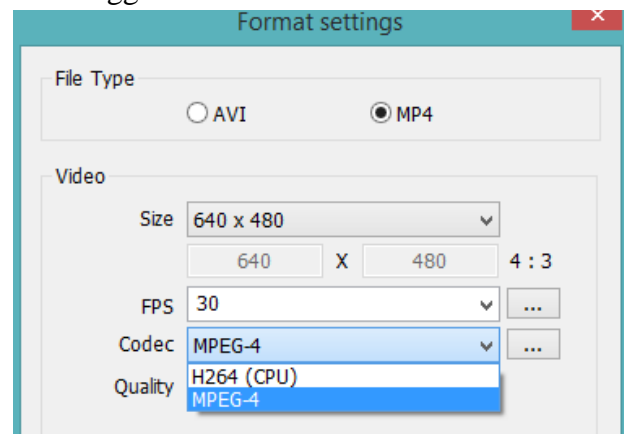 Format settings
File Type
AVI MP4
Video
Size 640 x 480
640 X 480 4 : 3
FPS 30 ...
Codec MPEG-4 ...
H264 (CPU)
Quality
MPEG-4